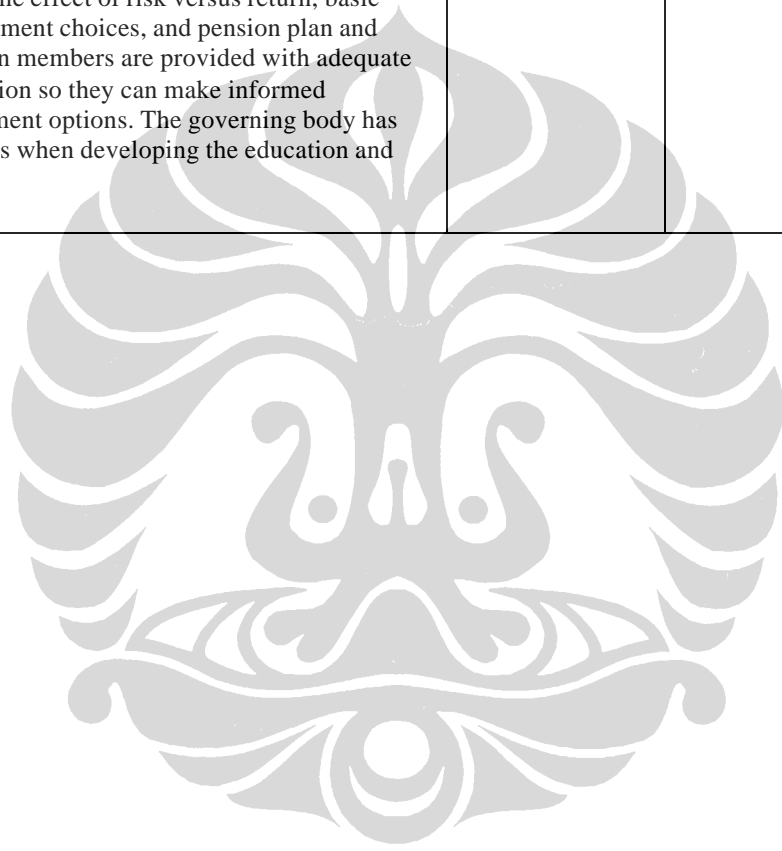 he effect of risk versus return, basic
ment choices, and pension plan and
n members are provided with adequate
ion so they can make informed
ment options. The governing body has
s when developing the education and